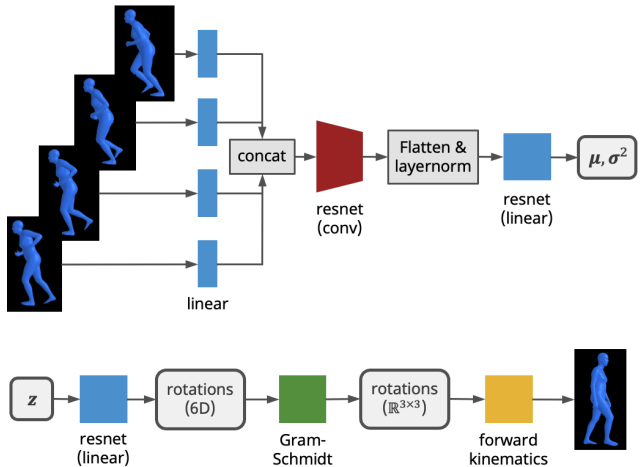 concat
Flatten &
layernorm
μ, σ²
resnet
(conv)
resnet
(linear)
linear
z
rotations
(6D)
rotations
(ℝ³ˣ³)
resnet
(linear)
Gram-
Schmidt
forward
kinematics